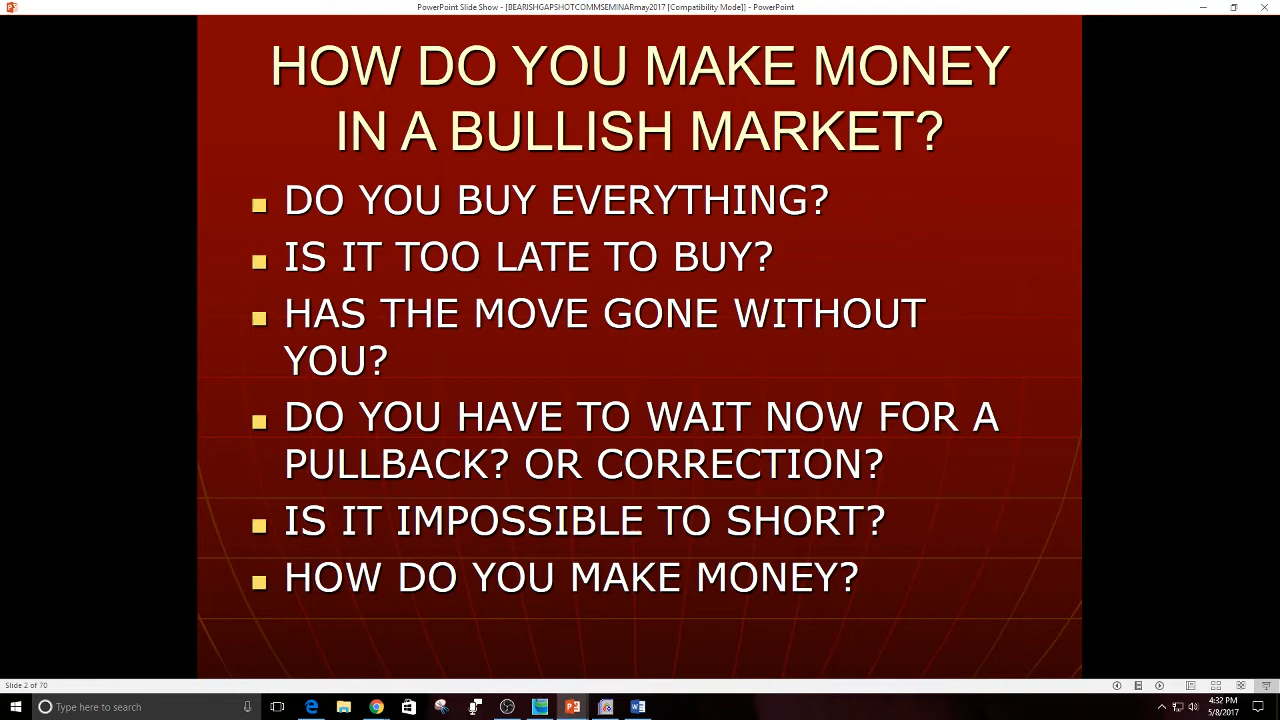 PowerPoint Slide Show - [BEARISHGAPSHOTCOMMSEMINARmay2017 [Compatibility Mode]] - PowerPoint
HOW DO YOU MAKE MONEY
IN A BULLISH MARKET?
DO YOU BUY EVERYTHING?
IS IT TOO LATE TO BUY?
HAS THE MOVE GONE WITHOUT
YOU?
DO YOU HAVE TO WAIT NOW FOR A
PULLBACK? OR CORRECTION?
IS IT IMPOSSIBLE TO SHORT?
HOW DO YOU MAKE MONEY?
Slide 2 of 70
Type here to search
4:32 PM
5/8/2017